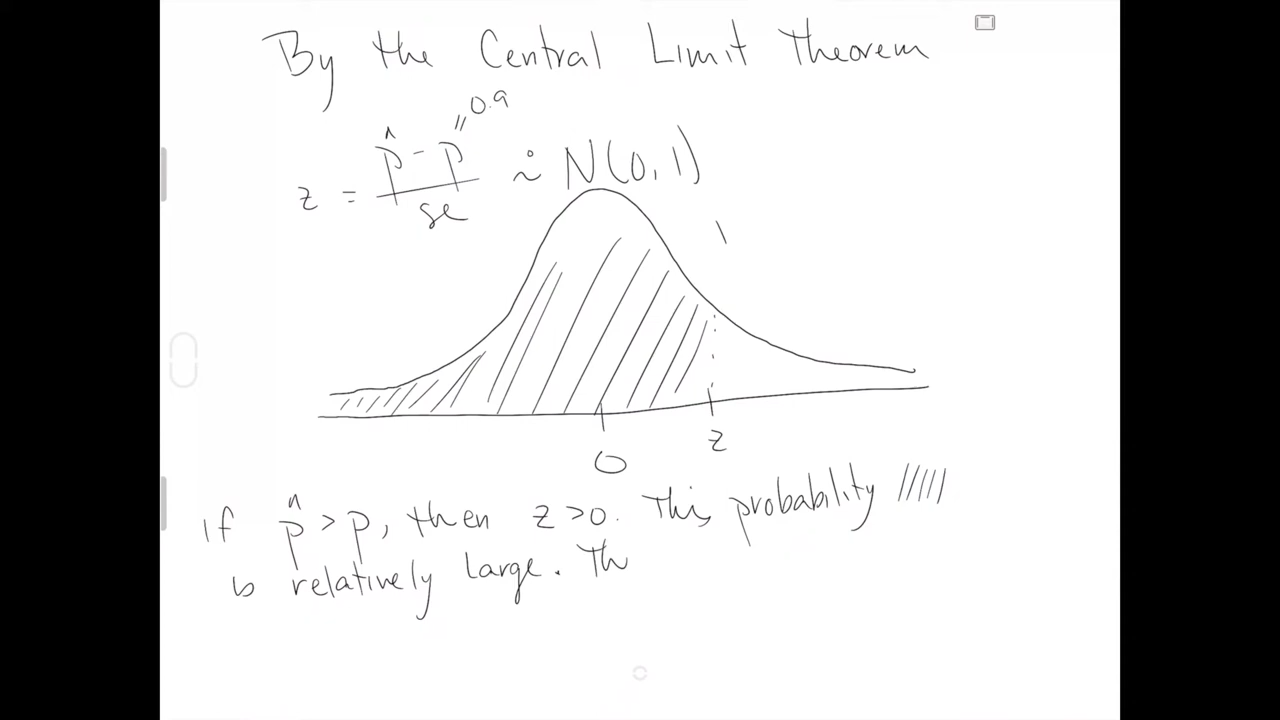 By the Central Limit Theorem
z = (p̂ - p) / se ∼ N(0,1)
" 0.9
0
z
If p̂ > p, then z > 0. This probability /////
is relatively large. Th